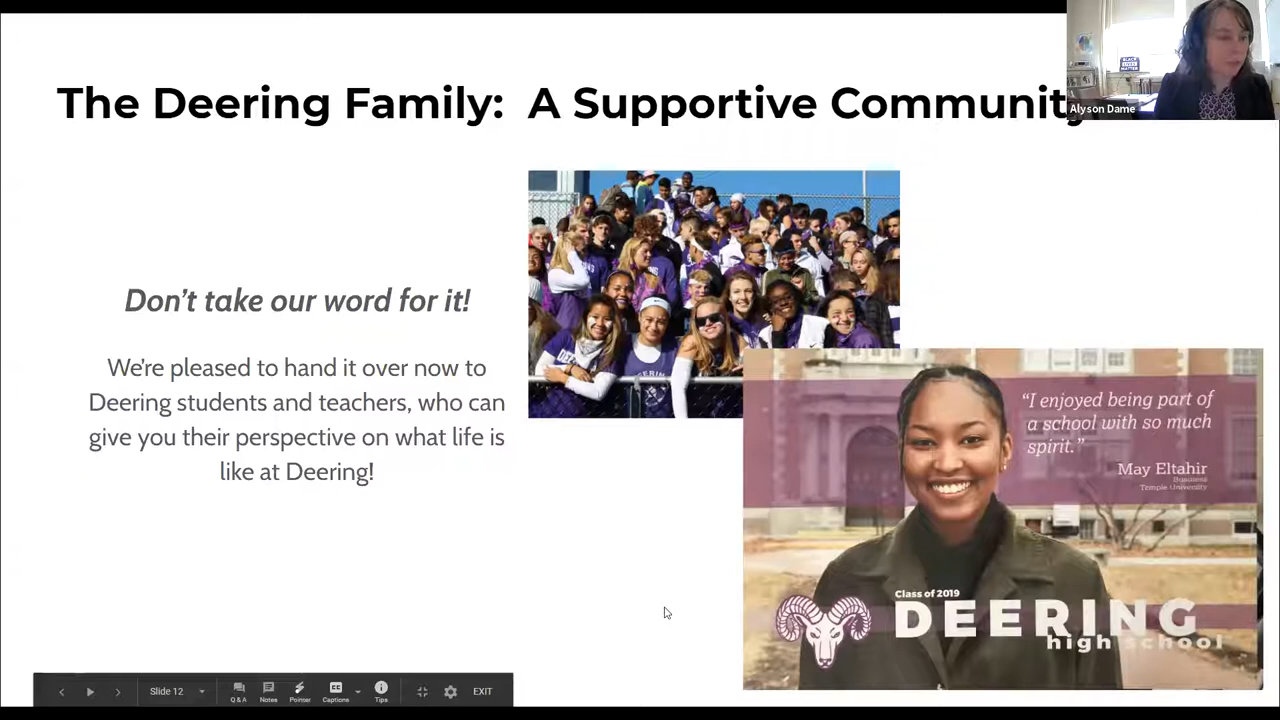 The Deering Family: A Supportive Community
Alyson Dame
Don't take our word for it!
We're pleased to hand it over now to
Deering students and teachers, who can
give you their perspective on what life is
like at Deering!
DEERING
“I enjoyed being part of
a school with so much
spirit.”
May Eltahir
Business
Temple University
Class of 2019
DEERING
high school
Slide 12
Q & A
Notes
Pointer
Captions
Tips
EXIT